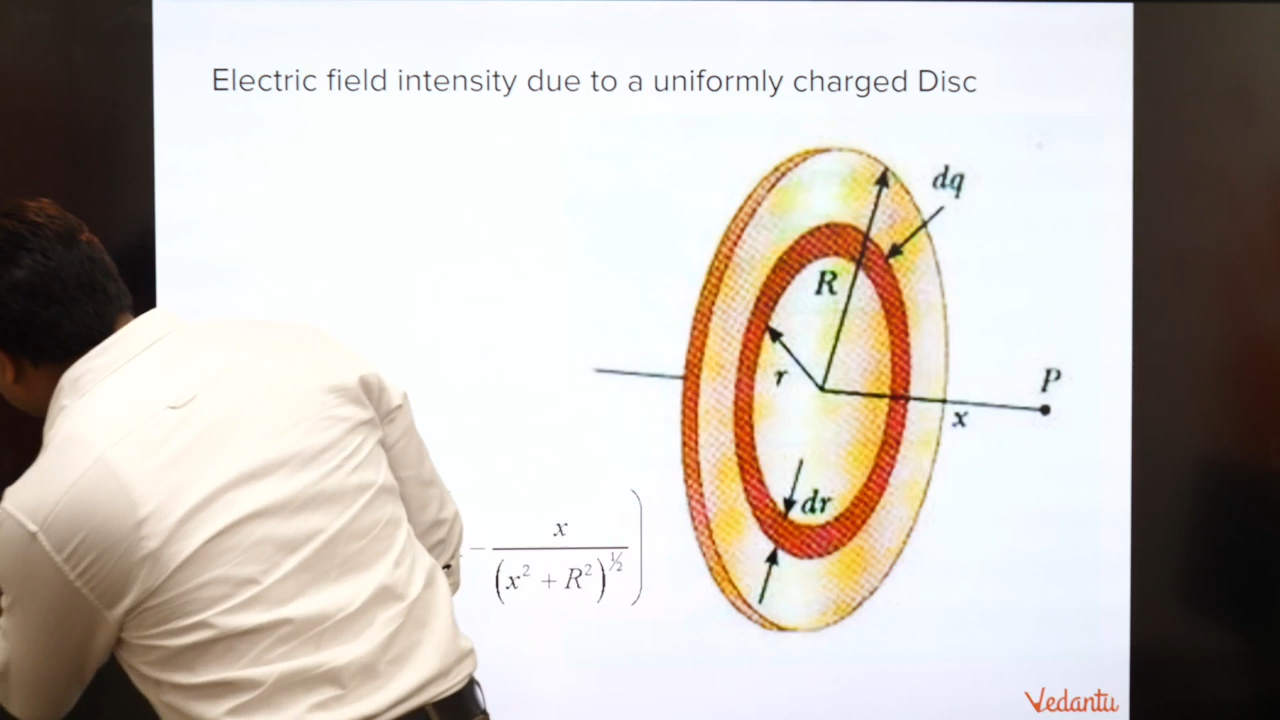 Electric field intensity due to a uniformly charged Disc
dq
R
r
P
x
dr
− x / (x² + R²)^½ )
Vedantu